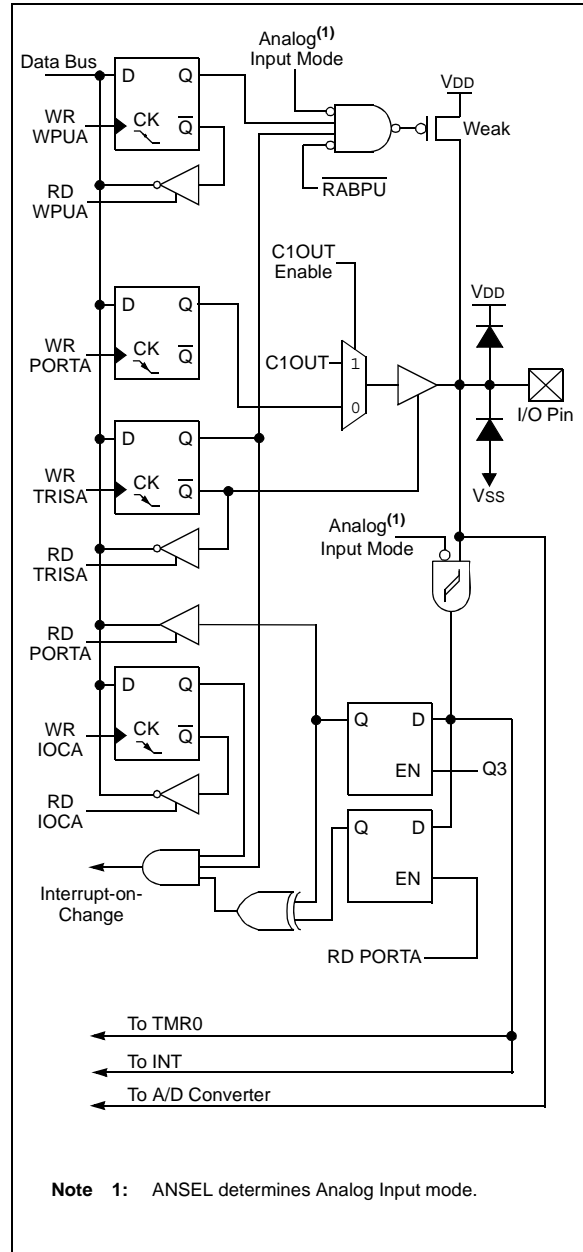 Analog(1)
Input Mode
Data Bus
D Q
VDD
WR
WPUA
CK Q
Weak
RD
WPUA
RABPU
C1OUT
Enable
D Q
VDD
WR
PORTA
CK Q
C1OUT
1
0
I/O Pin
D Q
WR
TRISA
CK Q
VSS
Analog(1)
Input Mode
RD
TRISA
RD
PORTA
D Q
WR
IOCA
CK Q
Q D
EN
Q3
RD
IOCA
Q D
EN
Interrupt-on-
Change
RD PORTA
To TMR0
To INT
To A/D Converter
Note 1: ANSEL determines Analog Input mode.